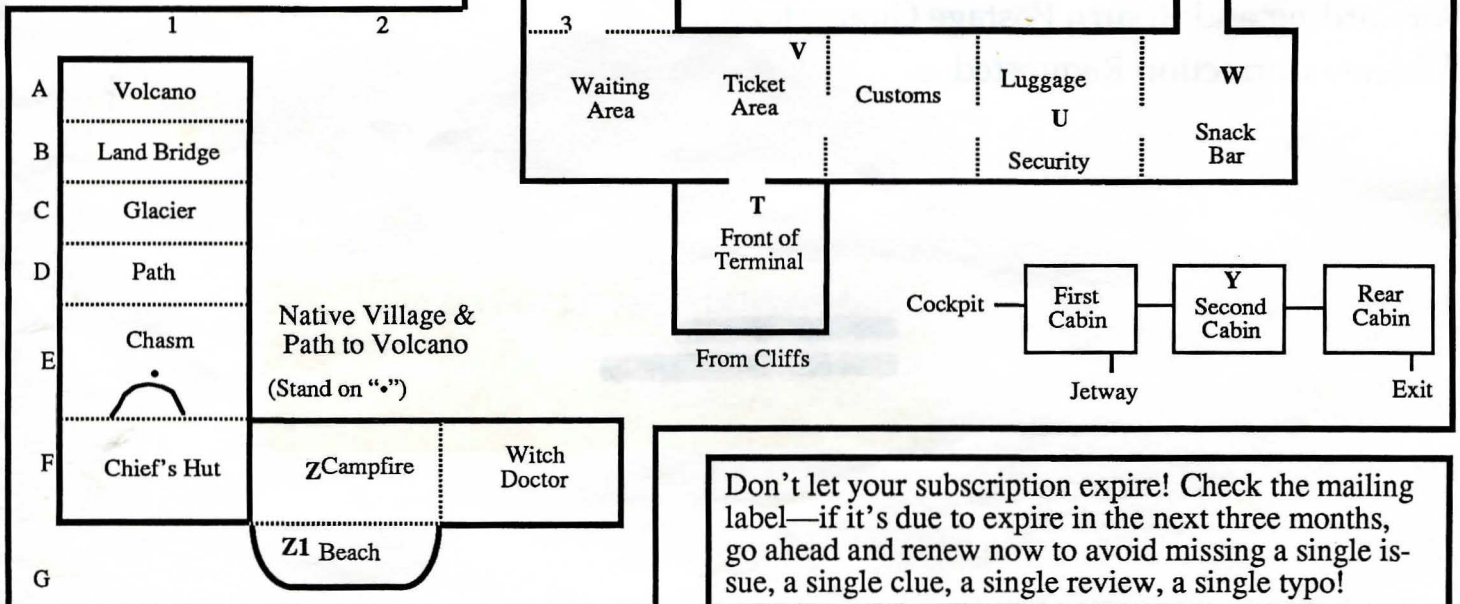 1
2
3
A
Volcano
B
Land Bridge
C
Glacier
D
Path
E
Chasm
•
Native Village &
Path to Volcano
(Stand on “•”)
F
Chief's Hut
Z Campfire
Witch
Doctor
Z1 Beach
G
Waiting
Area
V
Ticket
Area
Customs
Luggage
U
Security
W
Snack
Bar
T
Front of
Terminal
From Cliffs
Cockpit
First
Cabin
Y
Second
Cabin
Rear
Cabin
Jetway
Exit
Don't let your subscription expire! Check the mailing
label—if it's due to expire in the next three months,
go ahead and renew now to avoid missing a single is-
sue, a single clue, a single review, a single typo!